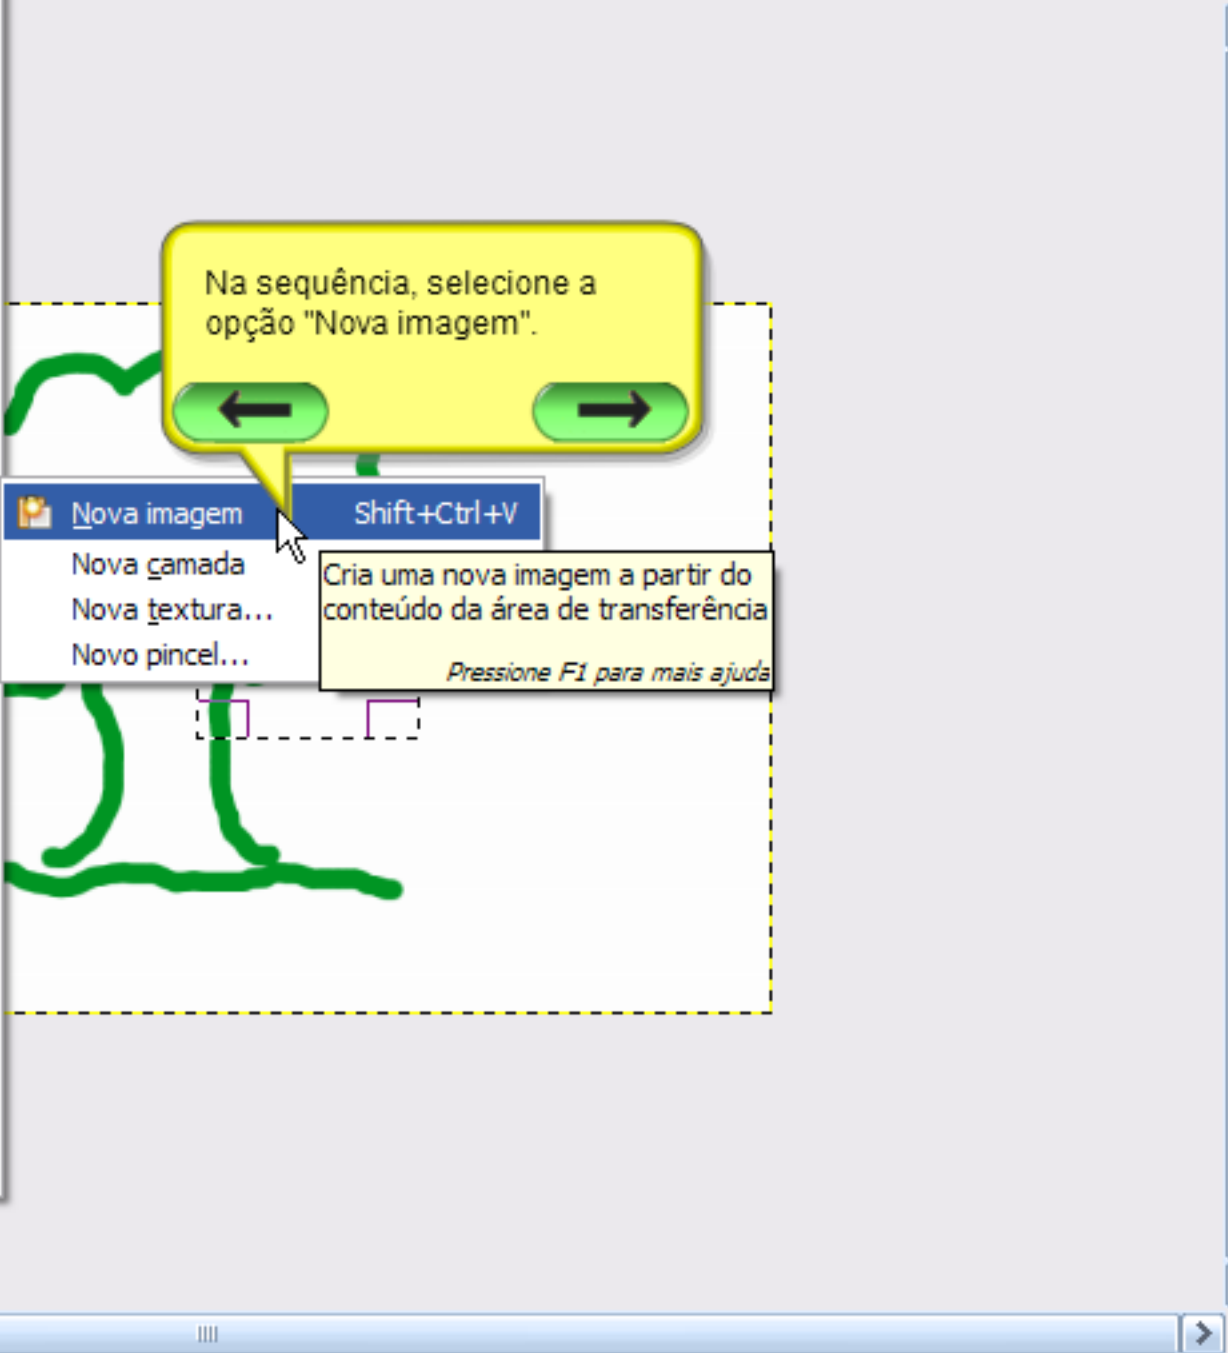 Na sequência, selecione a
opção "Nova imagem".
Nova imagem Shift+Ctrl+V
Nova camada
Nova textura...
Novo pincel...
Cria uma nova imagem a partir do
conteúdo da área de transferência
Pressione F1 para mais ajuda